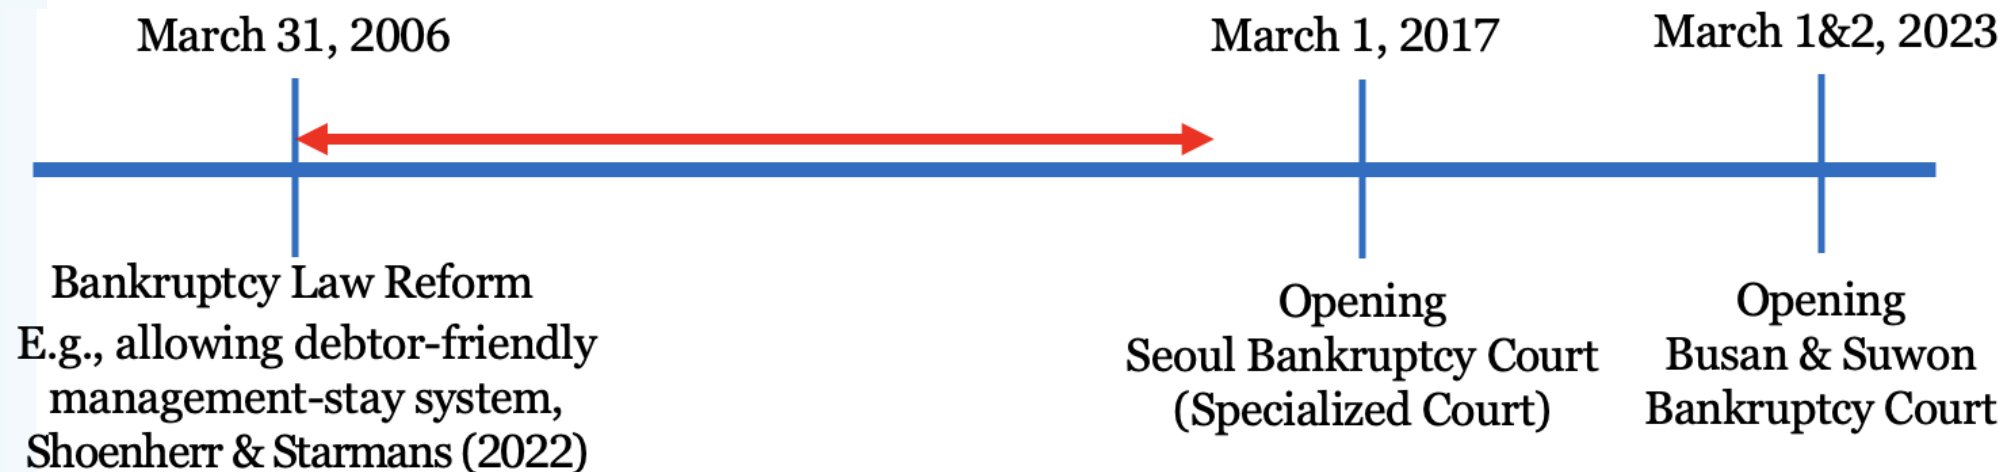 March 31, 2006
March 1, 2017
March 1&2, 2023
Bankruptcy Law Reform
E.g., allowing debtor-friendly
management-stay system,
Shoenherr & Starmans (2022)
Opening
Seoul Bankruptcy Court
(Specialized Court)
Opening
Busan & Suwon
Bankruptcy Court